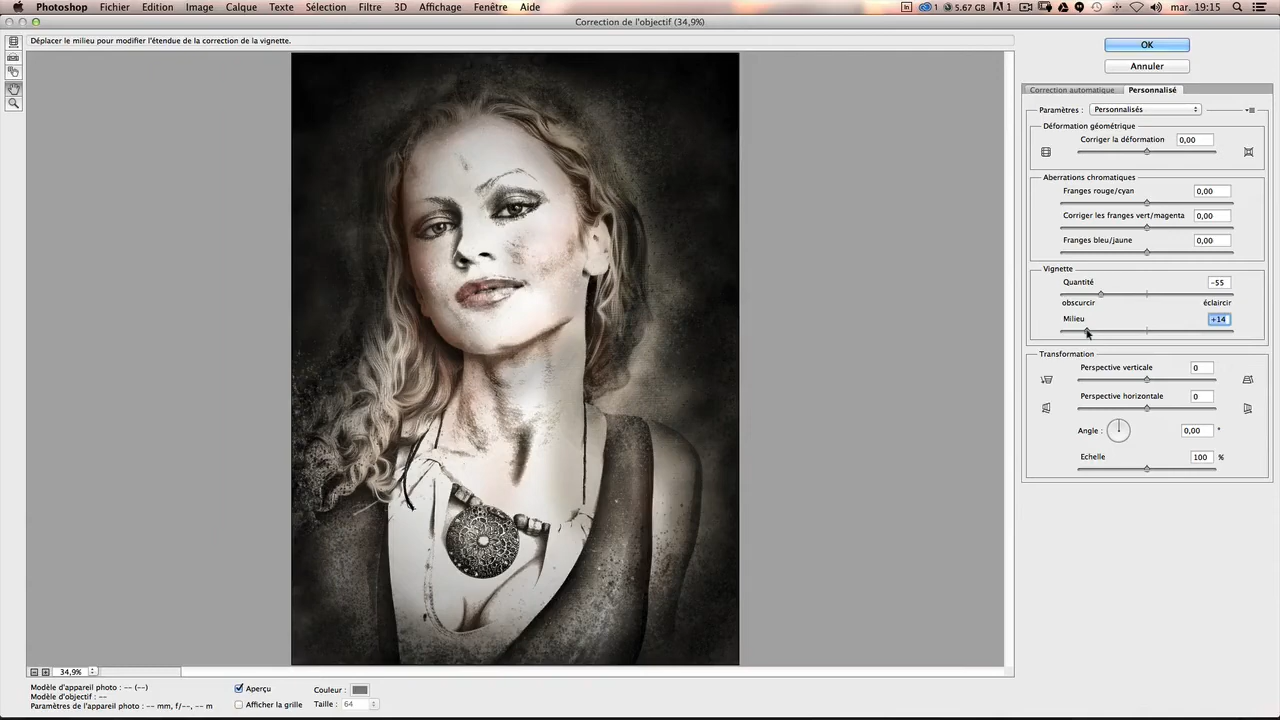 Photoshop Fichier Edition Image Calque Texte Sélection Filtre 3D Affichage Fenêtre Aide 1 5.67 GB 1 mar. 19:15
Correction de l'objectif (34,9%)
Déplacer le milieu pour modifier l'étendue de la correction de la vignette.
OK
Annuler
Correction automatique Personnalisé
Paramètres : Personnalisés
Déformation géométrique
Corriger la déformation 0,00
Aberrations chromatiques
Franges rouge/cyan 0,00
Corriger les franges vert/magenta 0,00
Franges bleu/jaune 0,00
Vignette
Quantité -55
obscurcir éclaircir
Milieu +14
Transformation
Perspective verticale 0
Perspective horizontale 0
Angle : 0,00 °
Echelle 100 %
34,9%
Modèle d'appareil photo : -- (--)
Modèle d'objectif : --
Paramètres de l'appareil photo : -- mm, f/--, -- m
Aperçu Couleur :
Afficher la grille Taille : 64